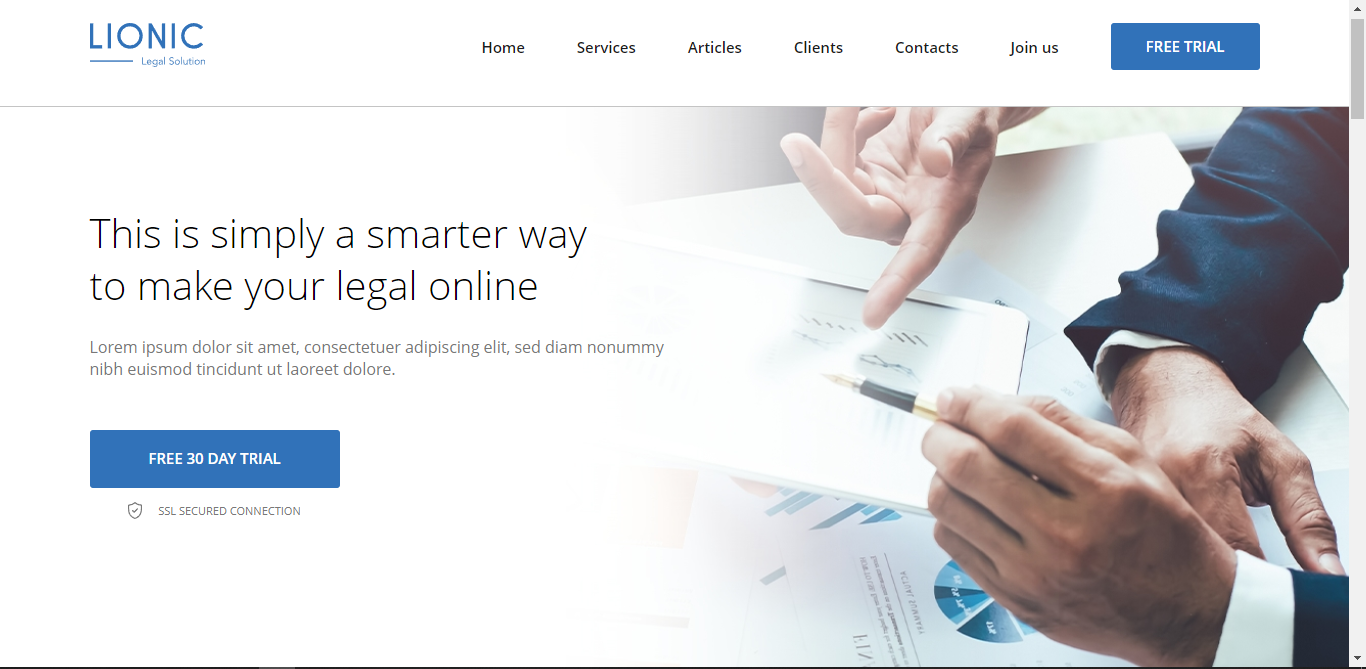 LIONIC
Legal Solution
Home
Services
Articles
Clients
Contacts
Join us
FREE TRIAL
This is simply a smarter way
to make your legal online
Lorem ipsum dolor sit amet, consectetuer adipiscing elit, sed diam nonummy
nibh euismod tincidunt ut laoreet dolore.
FREE 30 DAY TRIAL
SSL SECURED CONNECTION